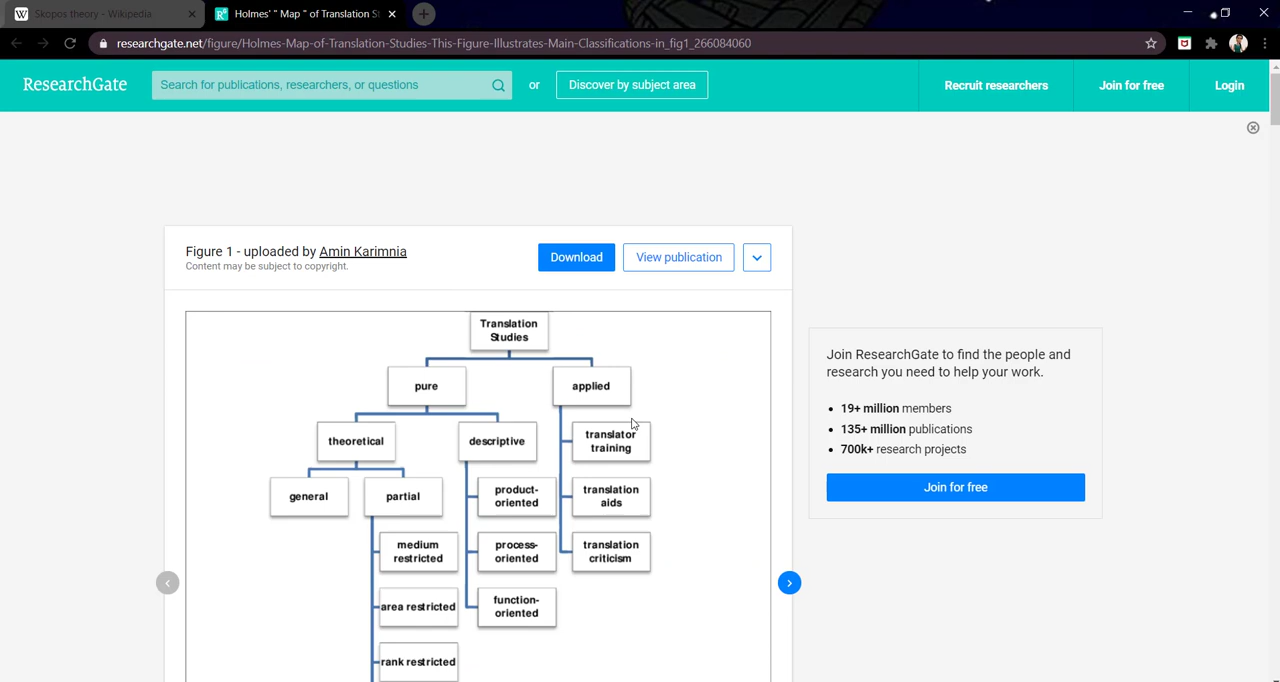 Skopos theory - Wikipedia
Holmes' " Map " of Translation St
researchgate.net/figure/Holmes-Map-of-Translation-Studies-This-Figure-Illustrates-Main-Classifications-in_fig1_266084060
ResearchGate
Search for publications, researchers, or questions
or
Discover by subject area
Recruit researchers
Join for free
Login
Figure 1 - uploaded by Amin Karimnia
Content may be subject to copyright.
Download
View publication
Translation
Studies
pure
applied
theoretical
descriptive
translator
training
general
partial
product-
oriented
translation
aids
medium
restricted
process-
oriented
translation
criticism
area restricted
function-
oriented
rank restricted
Join ResearchGate to find the people and
research you need to help your work.
19+ million members
135+ million publications
700k+ research projects
Join for free